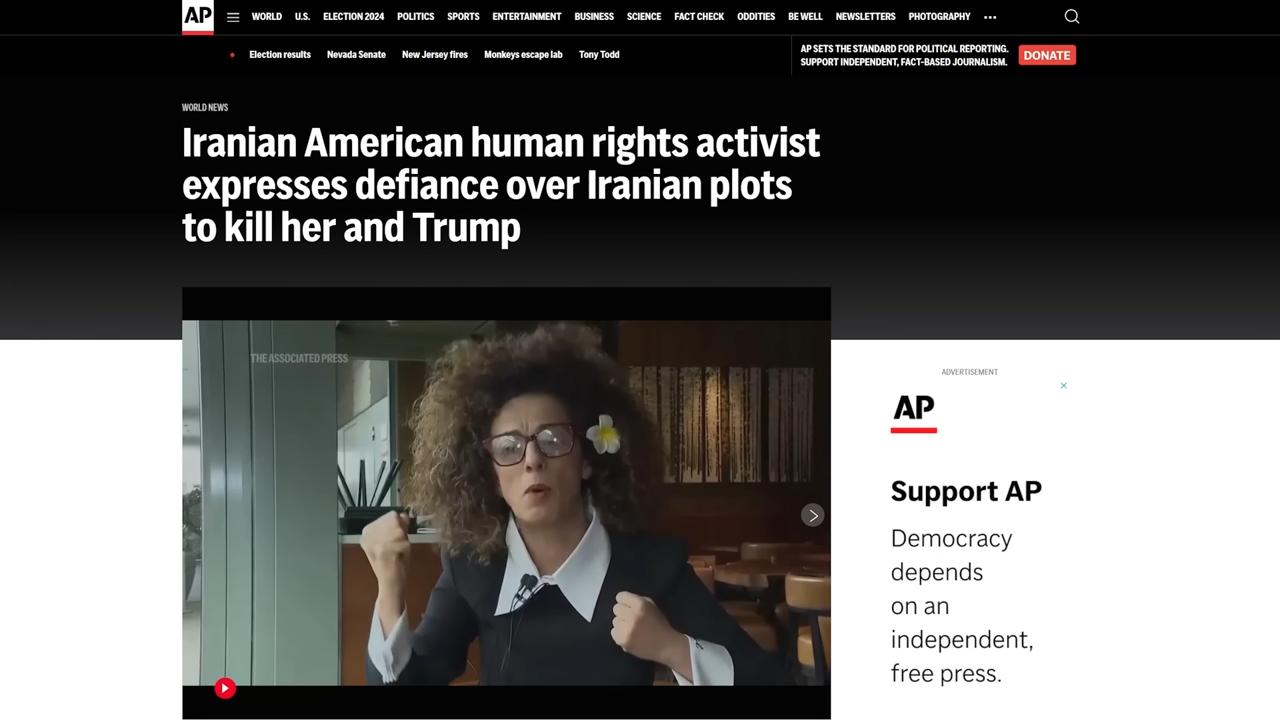 AP
WORLD U.S. ELECTION 2024 POLITICS SPORTS ENTERTAINMENT BUSINESS SCIENCE FACT CHECK ODDITIES BE WELL NEWSLETTERS PHOTOGRAPHY
Election results Nevada Senate New Jersey fires Monkeys escape lab Tony Todd
AP SETS THE STANDARD FOR POLITICAL REPORTING.
SUPPORT INDEPENDENT, FACT-BASED JOURNALISM.
DONATE
WORLD NEWS
Iranian American human rights activist
expresses defiance over Iranian plots
to kill her and Trump
THE ASSOCIATED PRESS
ADVERTISEMENT
AP
Support AP
Democracy
depends
on an
independent,
free press.